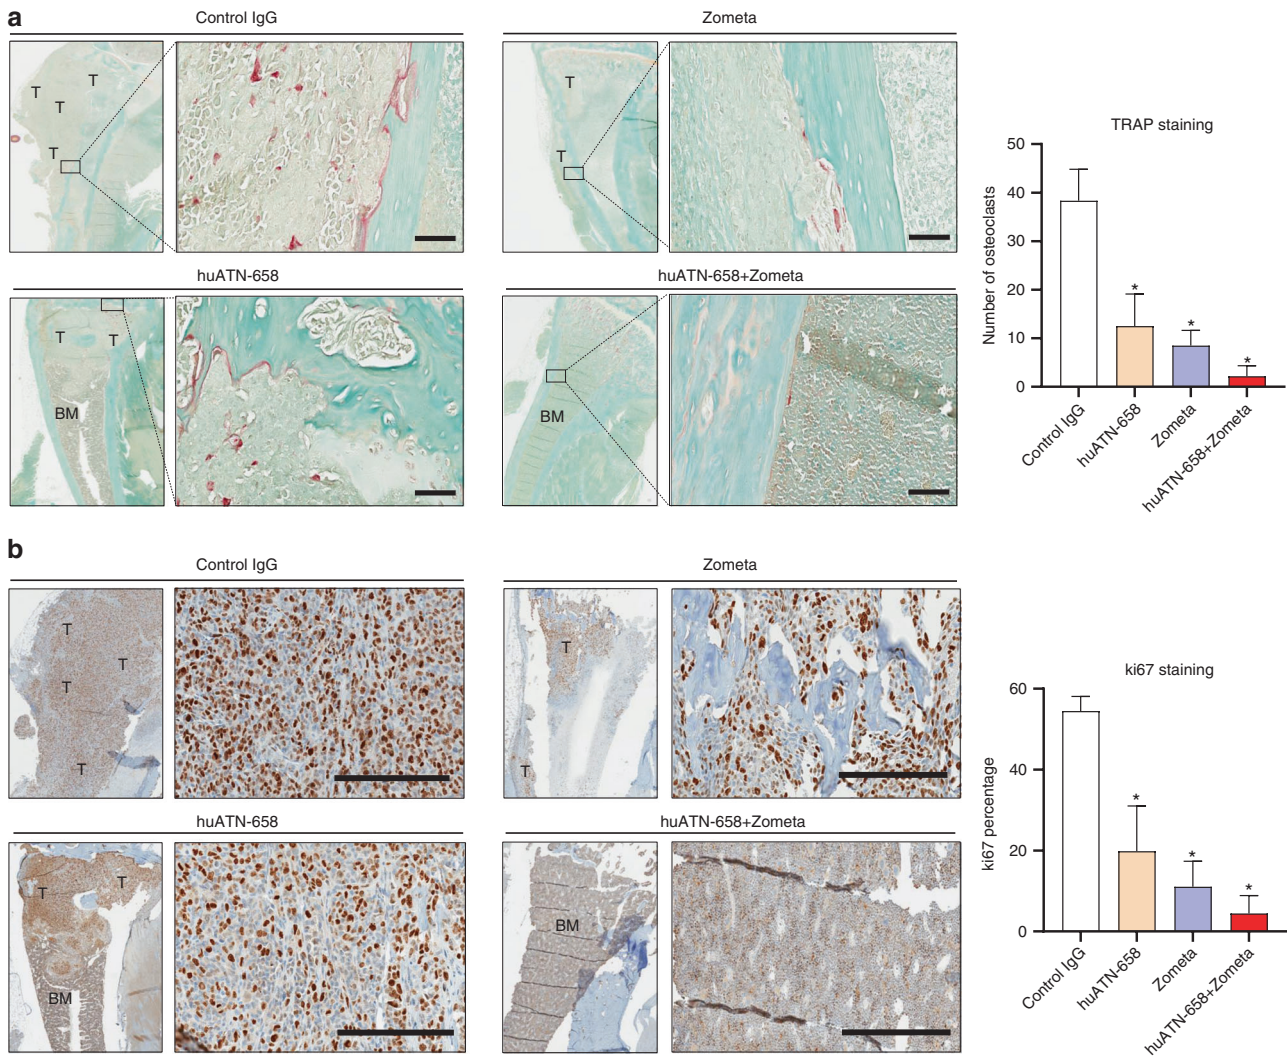 a
Control IgG
T
T
T
T
Zometa
T
T
huATN-658
T
T
BM
huATN-658+Zometa
BM
TRAP staining
Number of osteoclasts
50
40
30
20
10
0
*
*
*
Control IgG
huATN-658
Zometa
huATN-658+Zometa
b
Control IgG
T
T
T
T
Zometa
T
T
huATN-658
T
T
BM
huATN-658+Zometa
BM
ki67 staining
ki67 percentage
60
40
20
0
*
*
*
Control IgG
huATN-658
Zometa
huATN-658+Zometa